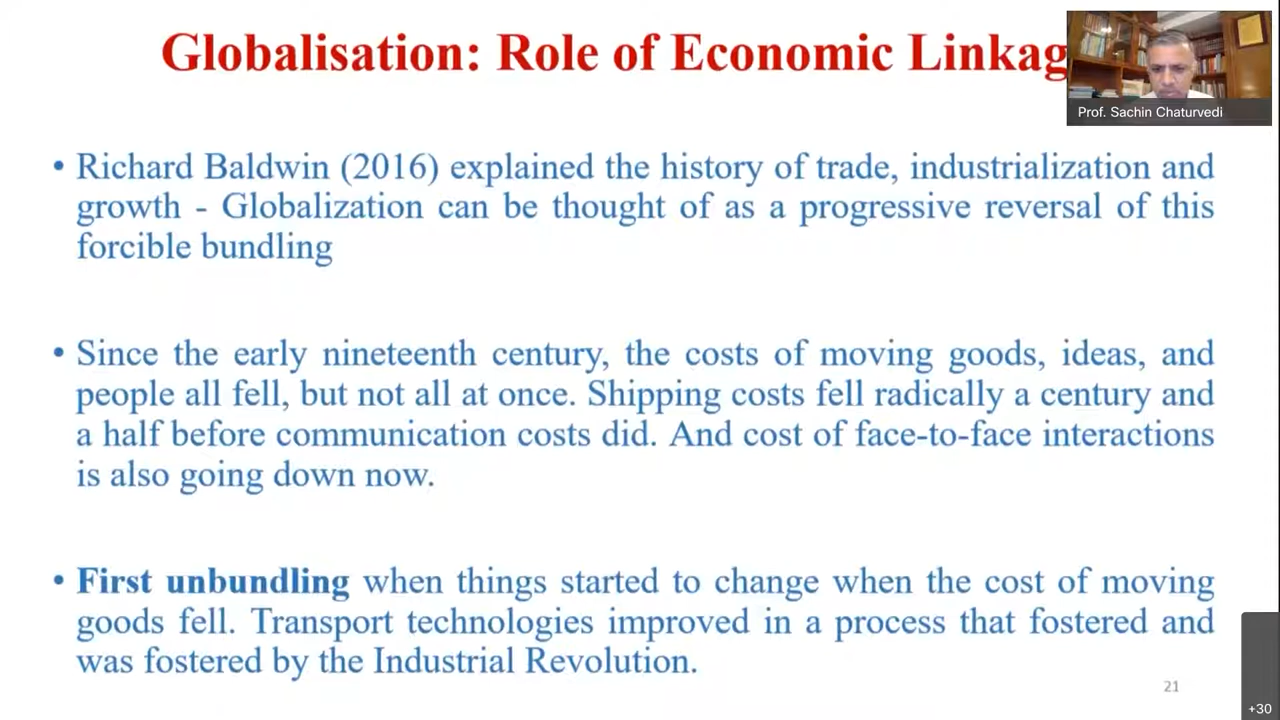 Globalisation: Role of Economic Linkag
Prof. Sachin Chaturvedi
• Richard Baldwin (2016) explained the history of trade, industrialization and
growth - Globalization can be thought of as a progressive reversal of this
forcible bundling
• Since the early nineteenth century, the costs of moving goods, ideas, and
people all fell, but not all at once. Shipping costs fell radically a century and
a half before communication costs did. And cost of face-to-face interactions
is also going down now.
• First unbundling when things started to change when the cost of moving
goods fell. Transport technologies improved in a process that fostered and
was fostered by the Industrial Revolution.
21
+30